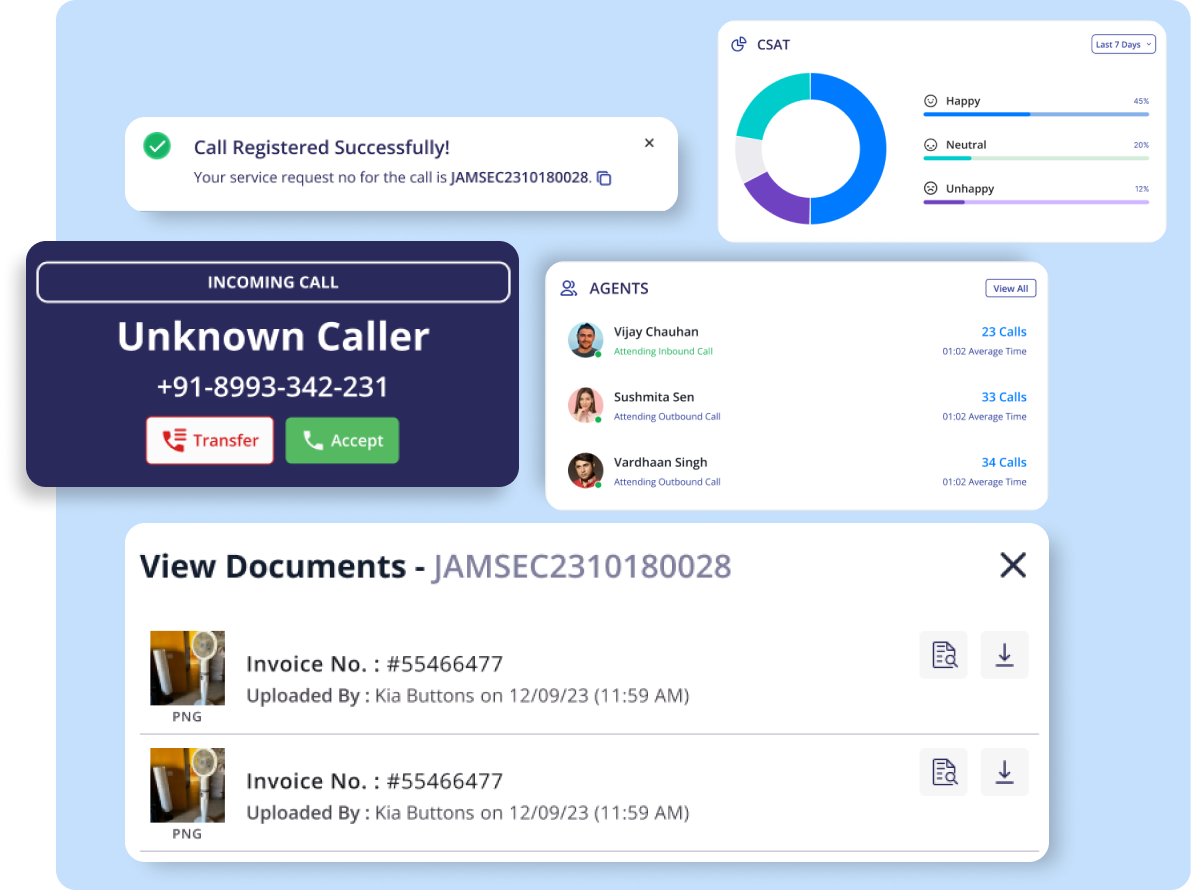 CSAT
Last 7 Days
Happy 45%
Neutral 20%
Unhappy 12%
Call Registered Successfully!
Your service request no for the call is JAMSEC2310180028.
INCOMING CALL
Unknown Caller
+91-8993-342-231
Transfer Accept
AGENTS View All
Vijay Chauhan 23 Calls
Attending Inbound Call 01:02 Average Time
Sushmita Sen 33 Calls
Attending Outbound Call 01:02 Average Time
Vardhaan Singh 34 Calls
Attending Outbound Call 01:02 Average Time
View Documents - JAMSEC2310180028
Invoice No. : #55466477
Uploaded By : Kia Buttons on 12/09/23 (11:59 AM)
PNG
Invoice No. : #55466477
Uploaded By : Kia Buttons on 12/09/23 (11:59 AM)
PNG